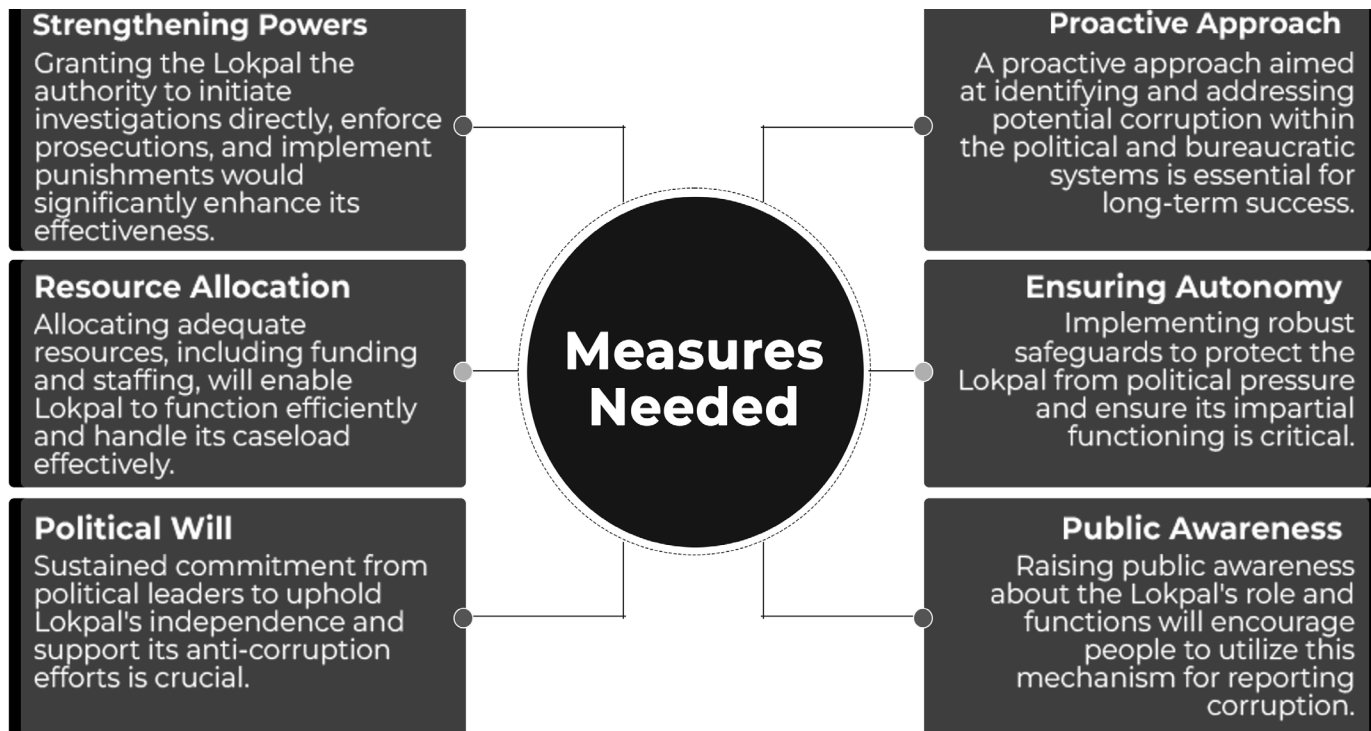 Strengthening Powers
Granting the Lokpal the
authority to initiate
investigations directly, enforce
prosecutions, and implement
punishments would
significantly enhance its
effectiveness.
Resource Allocation
Allocating adequate
resources, including funding
and staffing, will enable
Lokpal to function efficiently
and handle its caseload
effectively.
Political Will
Sustained commitment from
political leaders to uphold
Lokpal's independence and
support its anti-corruption
efforts is crucial.
Measures
Needed
Proactive Approach
A proactive approach aimed
at identifying and addressing
potential corruption within
the political and bureaucratic
systems is essential for
long-term success.
Ensuring Autonomy
Implementing robust
safeguards to protect the
Lokpal from political pressure
and ensure its impartial
functioning is critical.
Public Awareness
Raising public awareness
about the Lokpal's role and
functions will encourage
people to utilize this
mechanism for reporting
corruption.